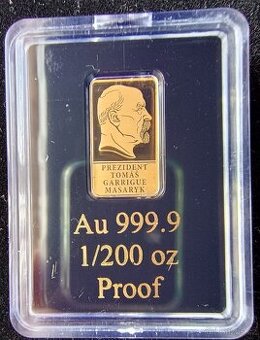 PREZIDENT
TOMÁŠ
GARRIGUE
MASARYK
Au 999.9
1/200 oz
Proof